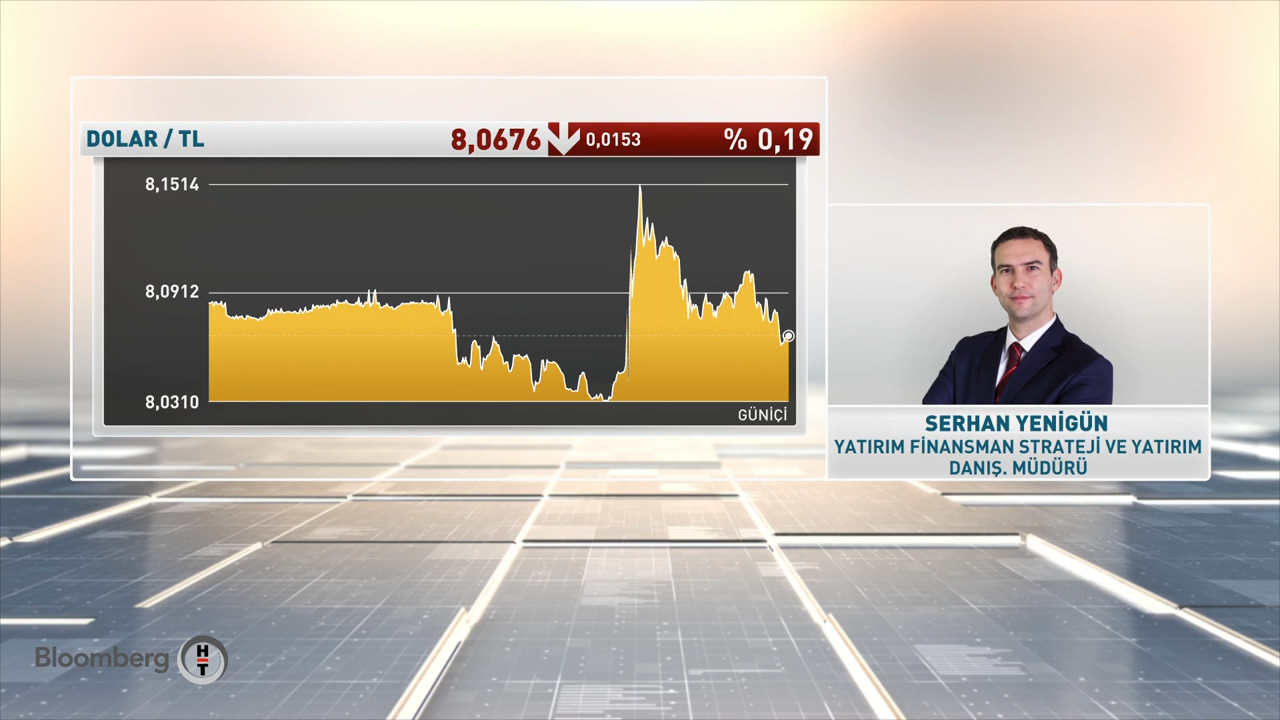 DOLAR / TL 8,0676 0,0153 % 0,19
8,1514
8,0912
8,0310
GÜNİÇİ
SERHAN YENİGÜN
YATIRIM FİNANSMAN STRATEJİ VE YATIRIM
DANIŞ. MÜDÜRÜ
Bloomberg HT